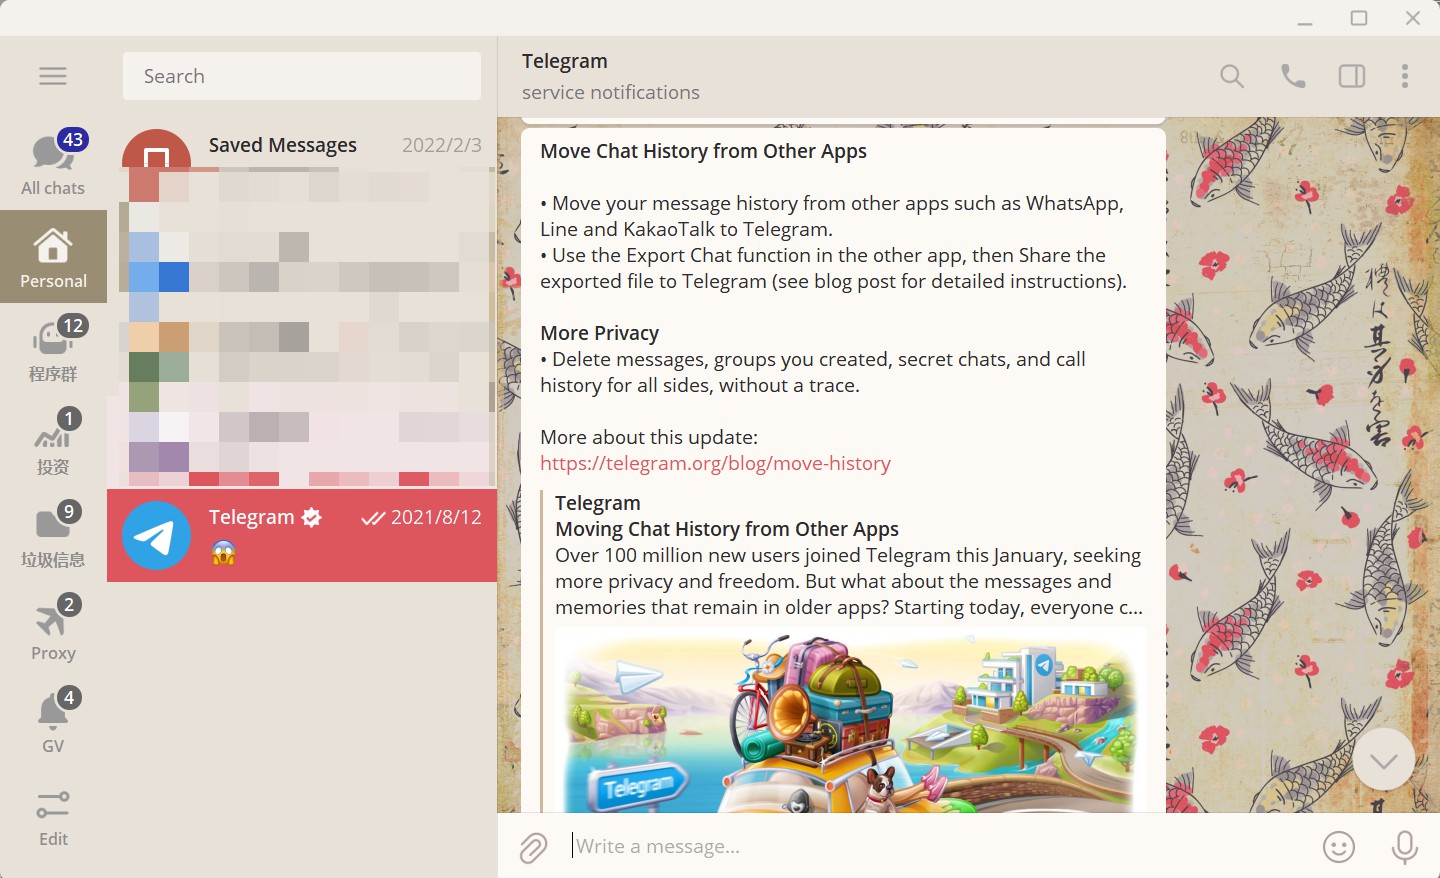 Search
43
All chats
Personal
12
程序群
1
投资
9
垃圾信息
2
Proxy
4
GV
Edit
Saved Messages 2022/2/3
Telegram 2021/8/12
😱
Telegram
service notifications
Move Chat History from Other Apps
• Move your message history from other apps such as WhatsApp,
Line and KakaoTalk to Telegram.
• Use the Export Chat function in the other app, then Share the
exported file to Telegram (see blog post for detailed instructions).
More Privacy
• Delete messages, groups you created, secret chats, and call
history for all sides, without a trace.
More about this update:
https://telegram.org/blog/move-history
Telegram
Moving Chat History from Other Apps
Over 100 million new users joined Telegram this January, seeking
more privacy and freedom. But what about the messages and
memories that remain in older apps? Starting today, everyone c...
Telegram
Write a message...